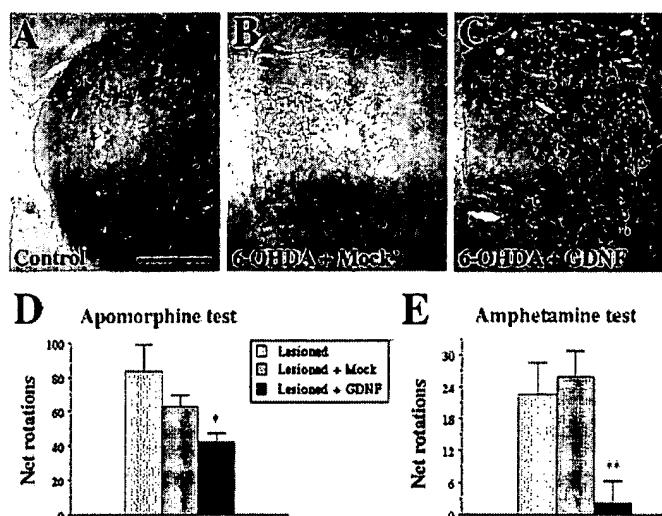 A
B
C
Control
6-OHDA + Mock
6-OHDA + GDNF
D
Apomorphine test
Net rotations
100
80
60
40
20
0
*
Lesioned
Lesioned + Mock
Lesioned + GDNF
E
Amphetamine test
Net rotations
30
24
18
12
6
0
**